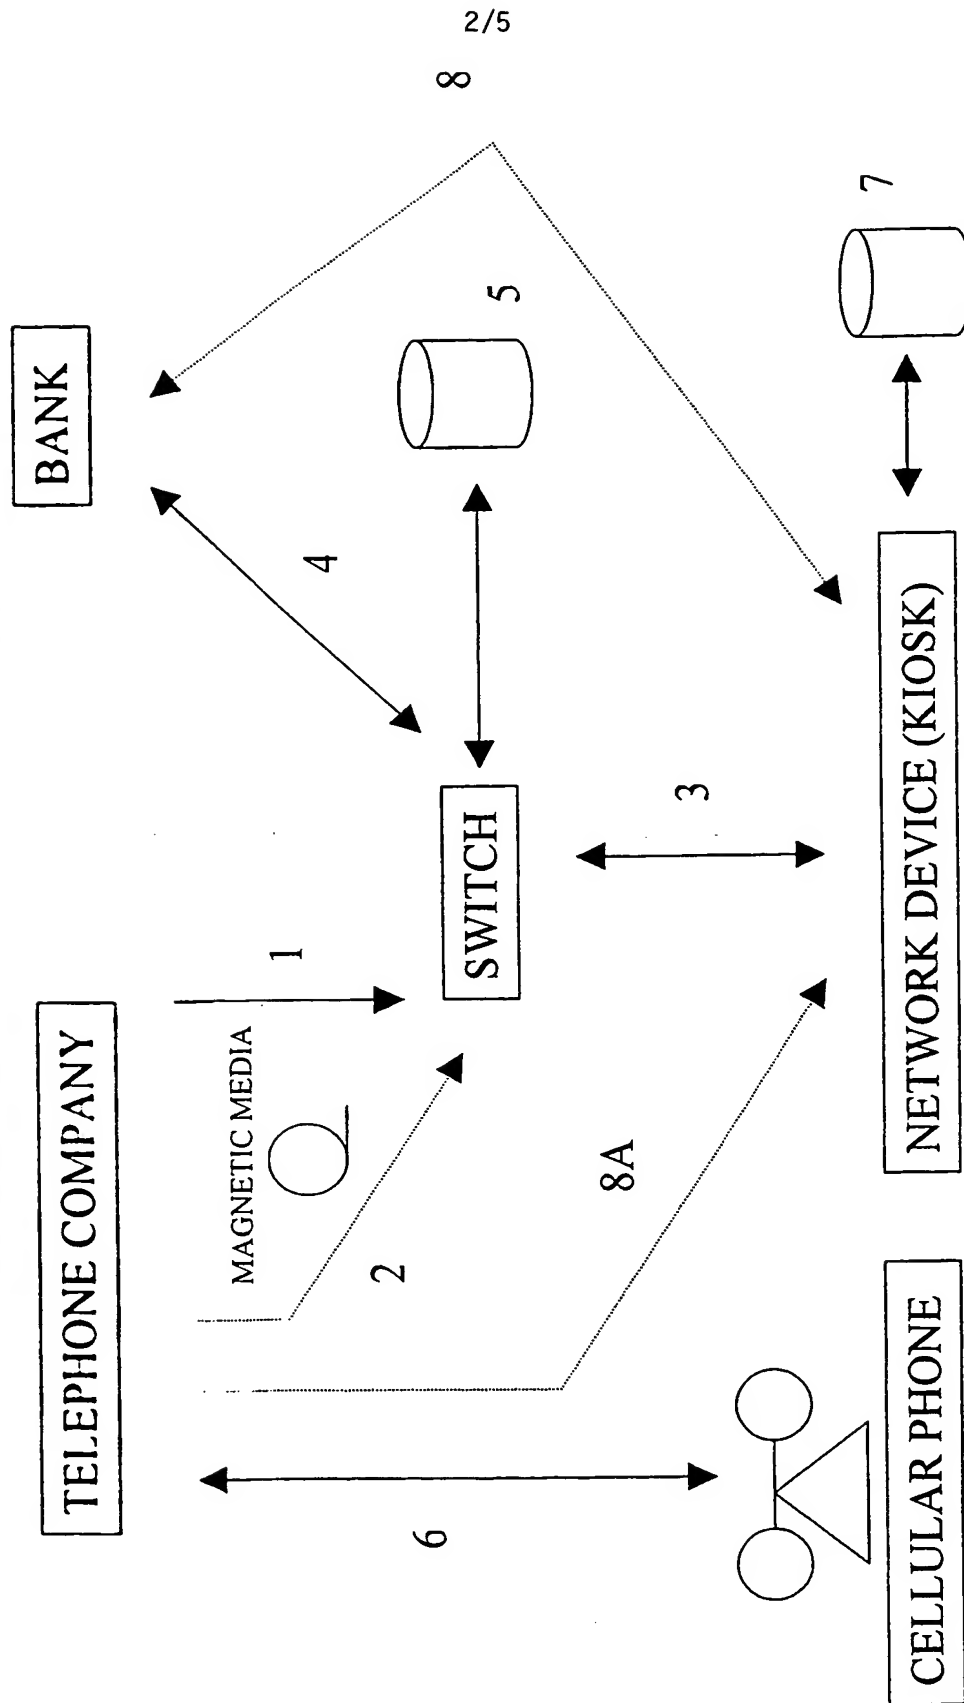 2/5
TELEPHONE COMPANY
BANK
MAGNETIC MEDIA
1
2
4
8
5
SWITCH
6
8A
3
7
CELLULAR PHONE
NETWORK DEVICE (KIOSK)